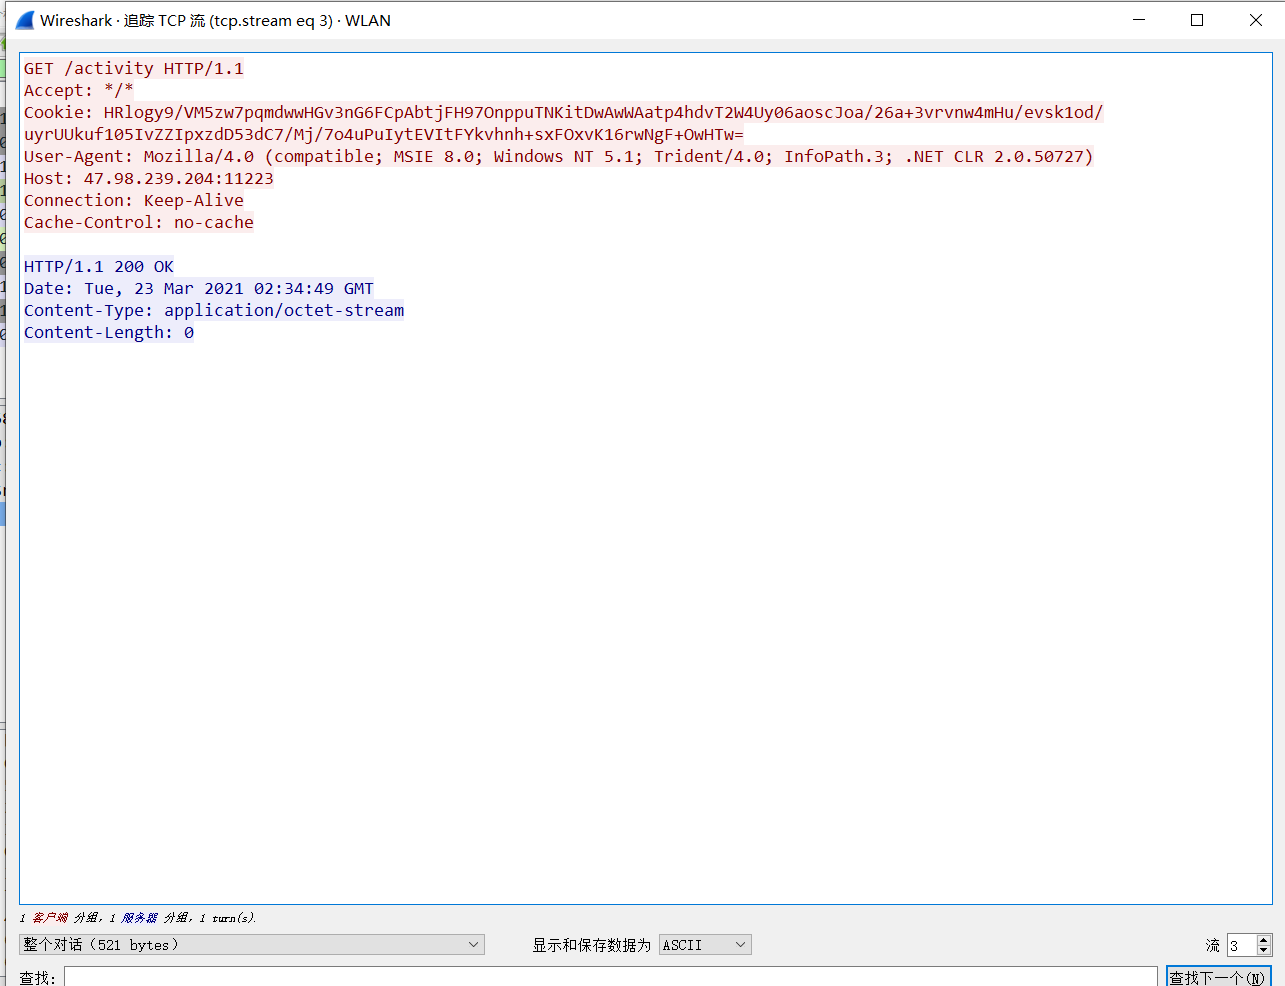 Wireshark · 追踪 TCP 流 (tcp.stream eq 3) · WLAN
GET /activity HTTP/1.1
Accept: */*
Cookie: HRlogy9/VM5zw7pqmdwwHGv3nG6FCpAbtjFH97OnppuTNKitDwAwWAatp4hdvT2W4Uy06aoscJoa/26a+3vrvnw4mHu/evsk1od/
uyrUUkuf105IvZZIpxzdD53dC7/Mj/7o4uPuIytEVItFYkvhnh+sxFOxvK16rwNgF+OwHTw=
User-Agent: Mozilla/4.0 (compatible; MSIE 8.0; Windows NT 5.1; Trident/4.0; InfoPath.3; .NET CLR 2.0.50727)
Host: 47.98.239.204:11223
Connection: Keep-Alive
Cache-Control: no-cache
HTTP/1.1 200 OK
Date: Tue, 23 Mar 2021 02:34:49 GMT
Content-Type: application/octet-stream
Content-Length: 0
1 客户端 分组, 1 服务器 分组, 1 turn(s).
整个对话（521 bytes） 显示和保存数据为 ASCII 流 3
查找: 查找下一个(N)